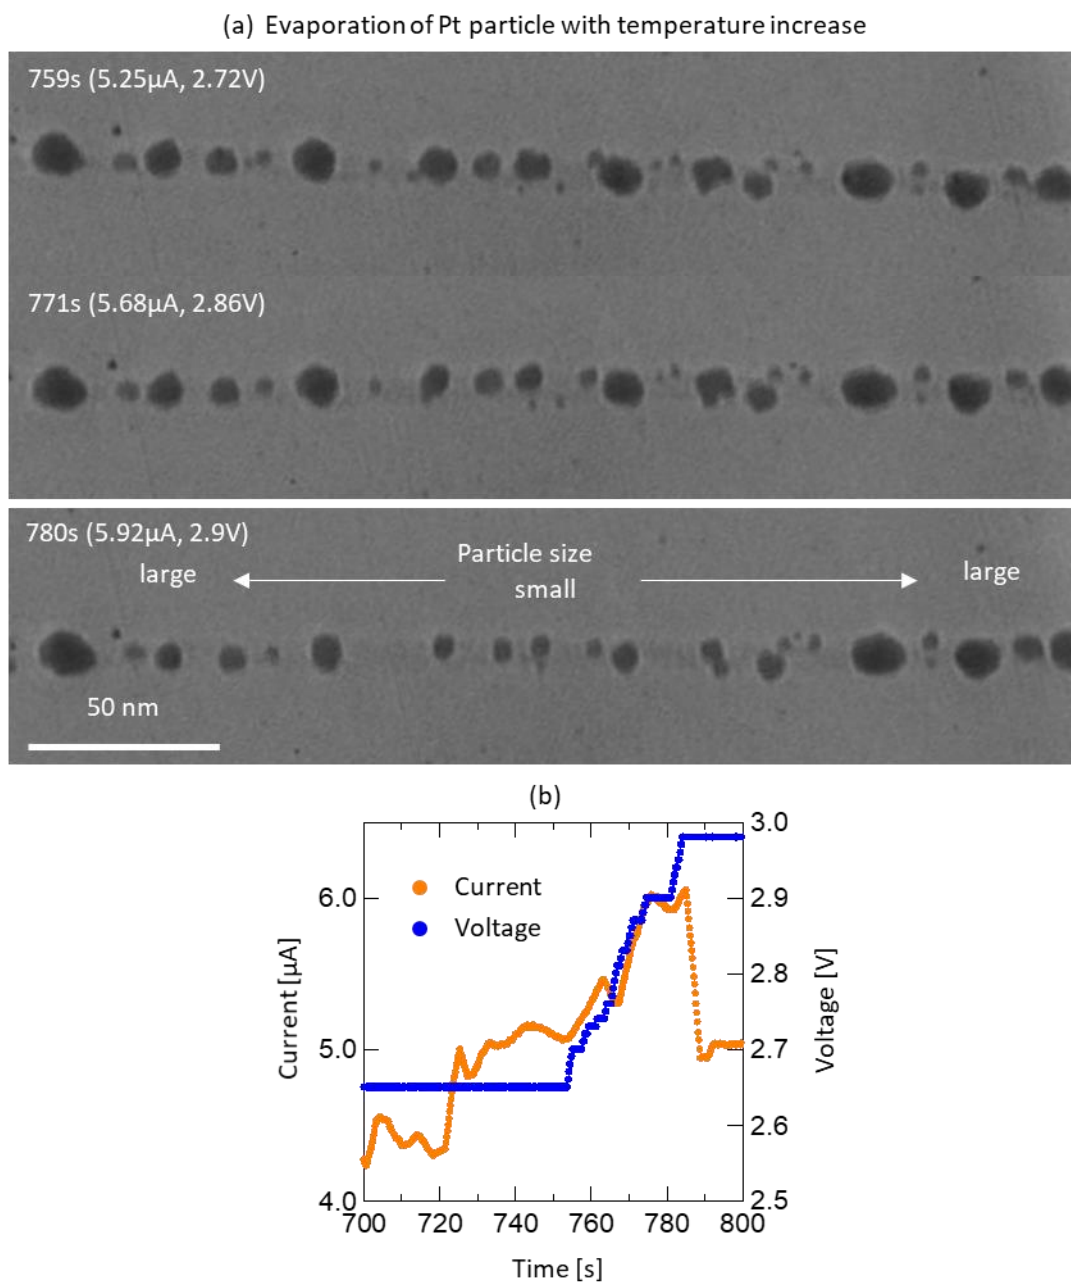 (a) Evaporation of Pt particle with temperature increase
759s (5.25µA, 2.72V)
771s (5.68µA, 2.86V)
780s (5.92µA, 2.9V)
Particle size
large
small
large
50 nm
(b)
Current
Voltage
Current [µA]
6.0
5.0
4.0
3.0
2.9
2.8
2.7
2.6
2.5
Voltage [V]
700 720 740 760 780 800
Time [s]